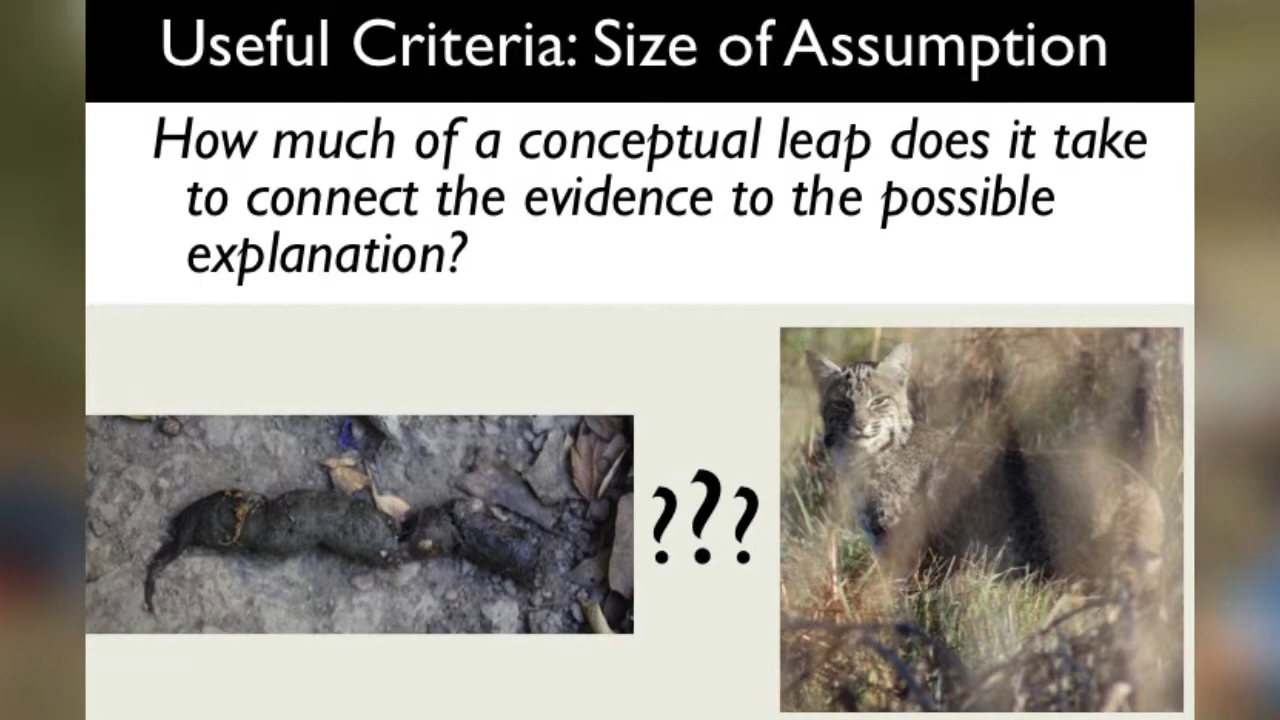 Useful Criteria: Size of Assumption
How much of a conceptual leap does it take
to connect the evidence to the possible
explanation?
???